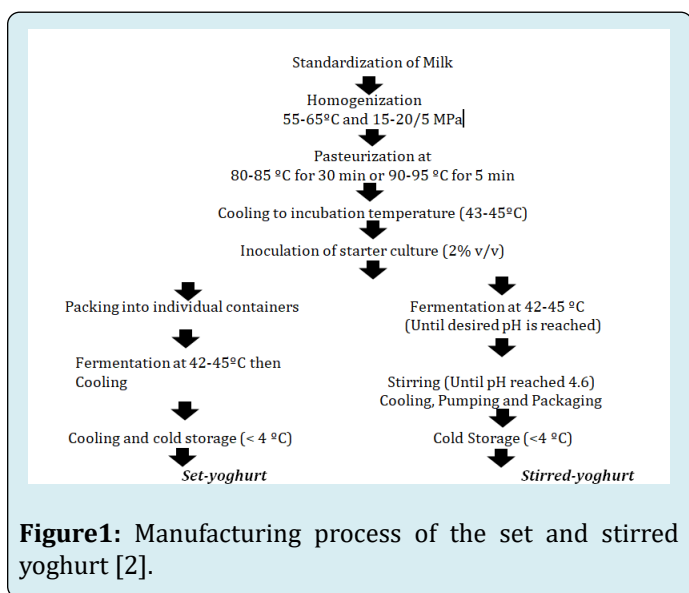 Standardization of Milk
Homogenization
55-65ºC and 15-20/5 MPa
Pasteurization at
80-85 ºC for 30 min or 90-95 ºC for 5 min
Cooling to incubation temperature (43-45ºC)
Inoculation of starter culture (2% v/v)
Packing into individual containers
Fermentation at 42-45ºC then
Cooling
Cooling and cold storage (< 4 ºC)
Set-yoghurt
Fermentation at 42-45 ºC
(Until desired pH is reached)
Stirring (Until pH reached 4.6)
Cooling, Pumping and Packaging
Cold Storage (<4 ºC)
Stirred-yoghurt
Figure1: Manufacturing process of the set and stirred
yoghurt [2].